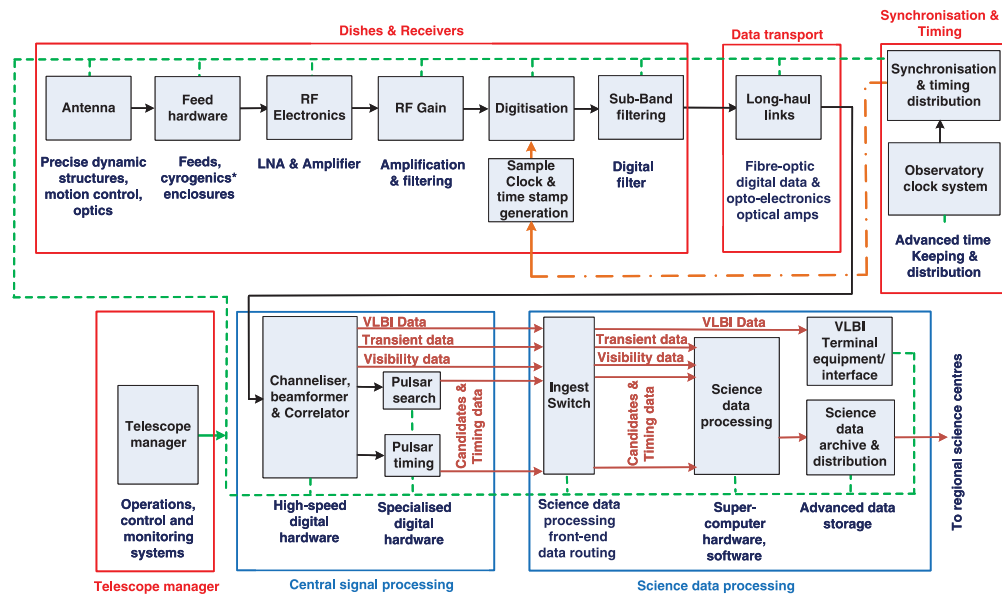 Dishes & Receivers
Data transport
Synchronisation &
Timing
Antenna
Feed
hardware
RF
Electronics
RF Gain
Digitisation
Sub-Band
filtering
Long-haul
links
Synchronisation
& timing
distribution
Precise dynamic
structures,
motion control,
optics
Feeds,
cyrogenics*
enclosures
LNA & Amplifier
Amplification
& filtering
Sample
Clock &
time stamp
generation
Digital
filter
Fibre-optic
digital data &
opto-electronics
optical amps
Observatory
clock system
Advanced time
Keeping &
distribution
Telescope
manager
Operations,
control and
monitoring
systems
Telescope manager
Channeliser,
beamformer
& Correlator
VLBI Data
Transient data
Visibility data
Pulsar
search
Pulsar
timing
Candidates &
Timing data
High-speed
digital
hardware
Specialised
digital
hardware
Central signal processing
Ingest
Switch
VLBI Data
Transient data
Visibility data
Candidates &
Timing data
Science
data
processing
VLBI
Terminal
equipment/
interface
Science
data
archive &
distribution
Science data
processing
front-end
data routing
Super-
computer
hardware,
software
Advanced data
storage
Science data processing
To regional science centres